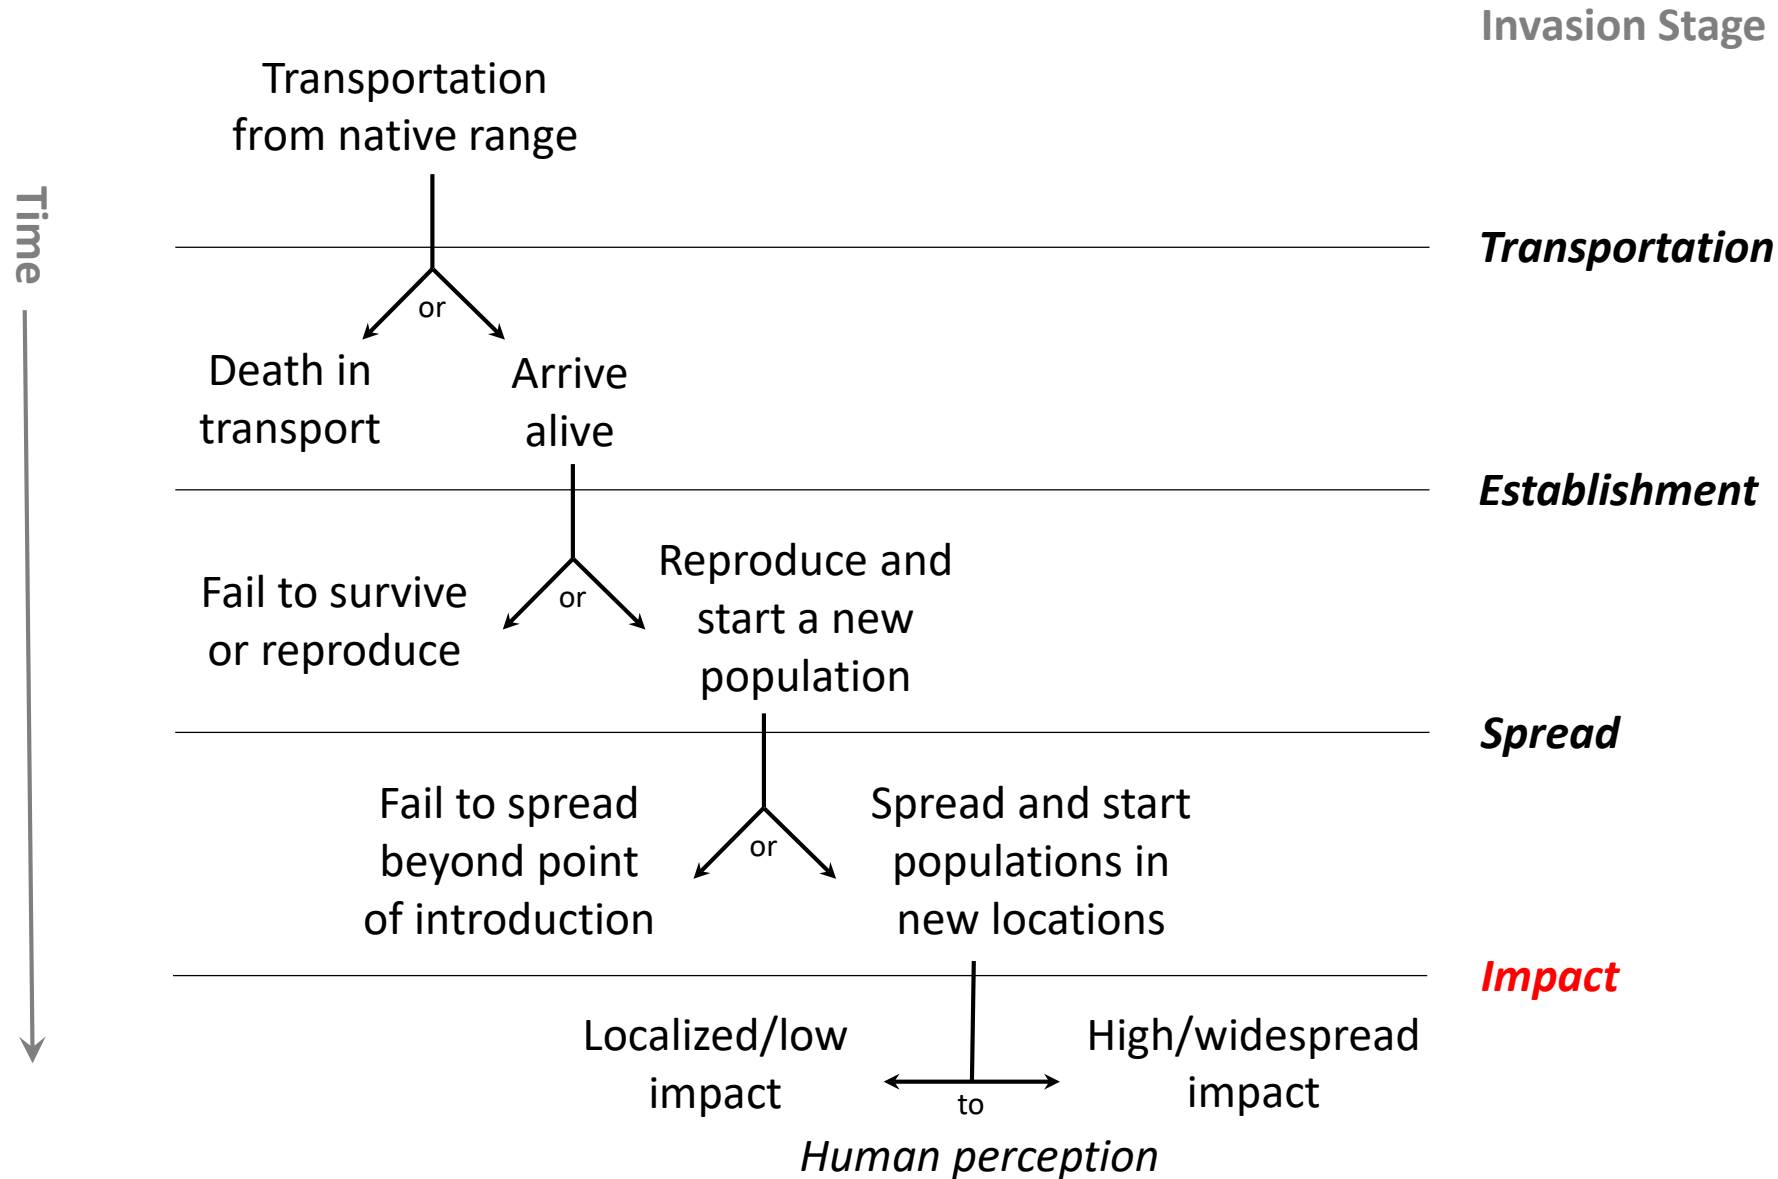 Invasion Stage
Transportation
from native range
Time
Transportation
or
Death in
transport
Arrive
alive
Establishment
Fail to survive
or reproduce
or
Reproduce and
start a new
population
Spread
Fail to spread
beyond point
of introduction
or
Spread and start
populations in
new locations
Impact
Localized/low
impact
to
High/widespread
impact
Human perception